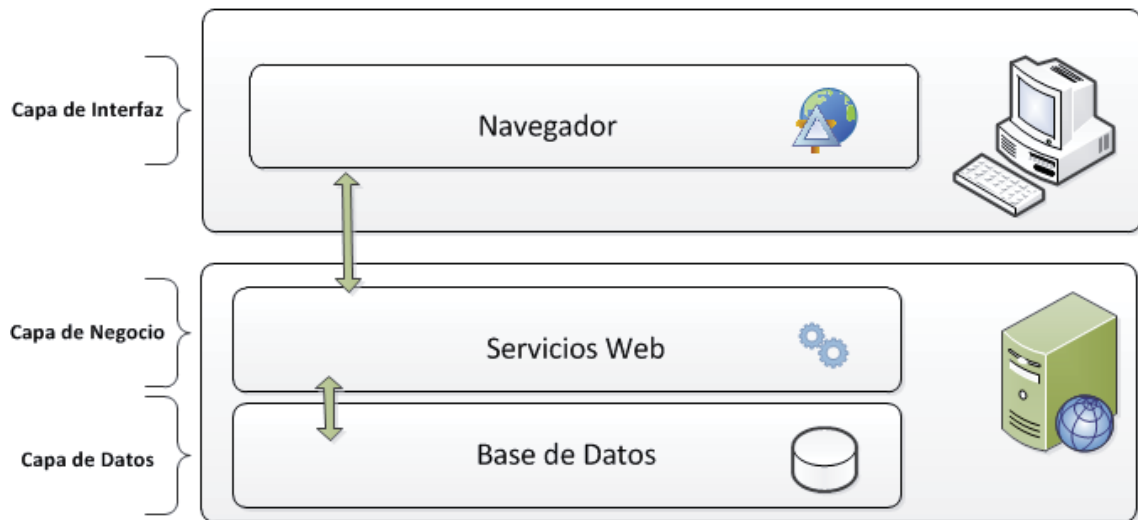 Capa de Interfaz
Navegador
Capa de Negocio
Servicios Web
Capa de Datos
Base de Datos